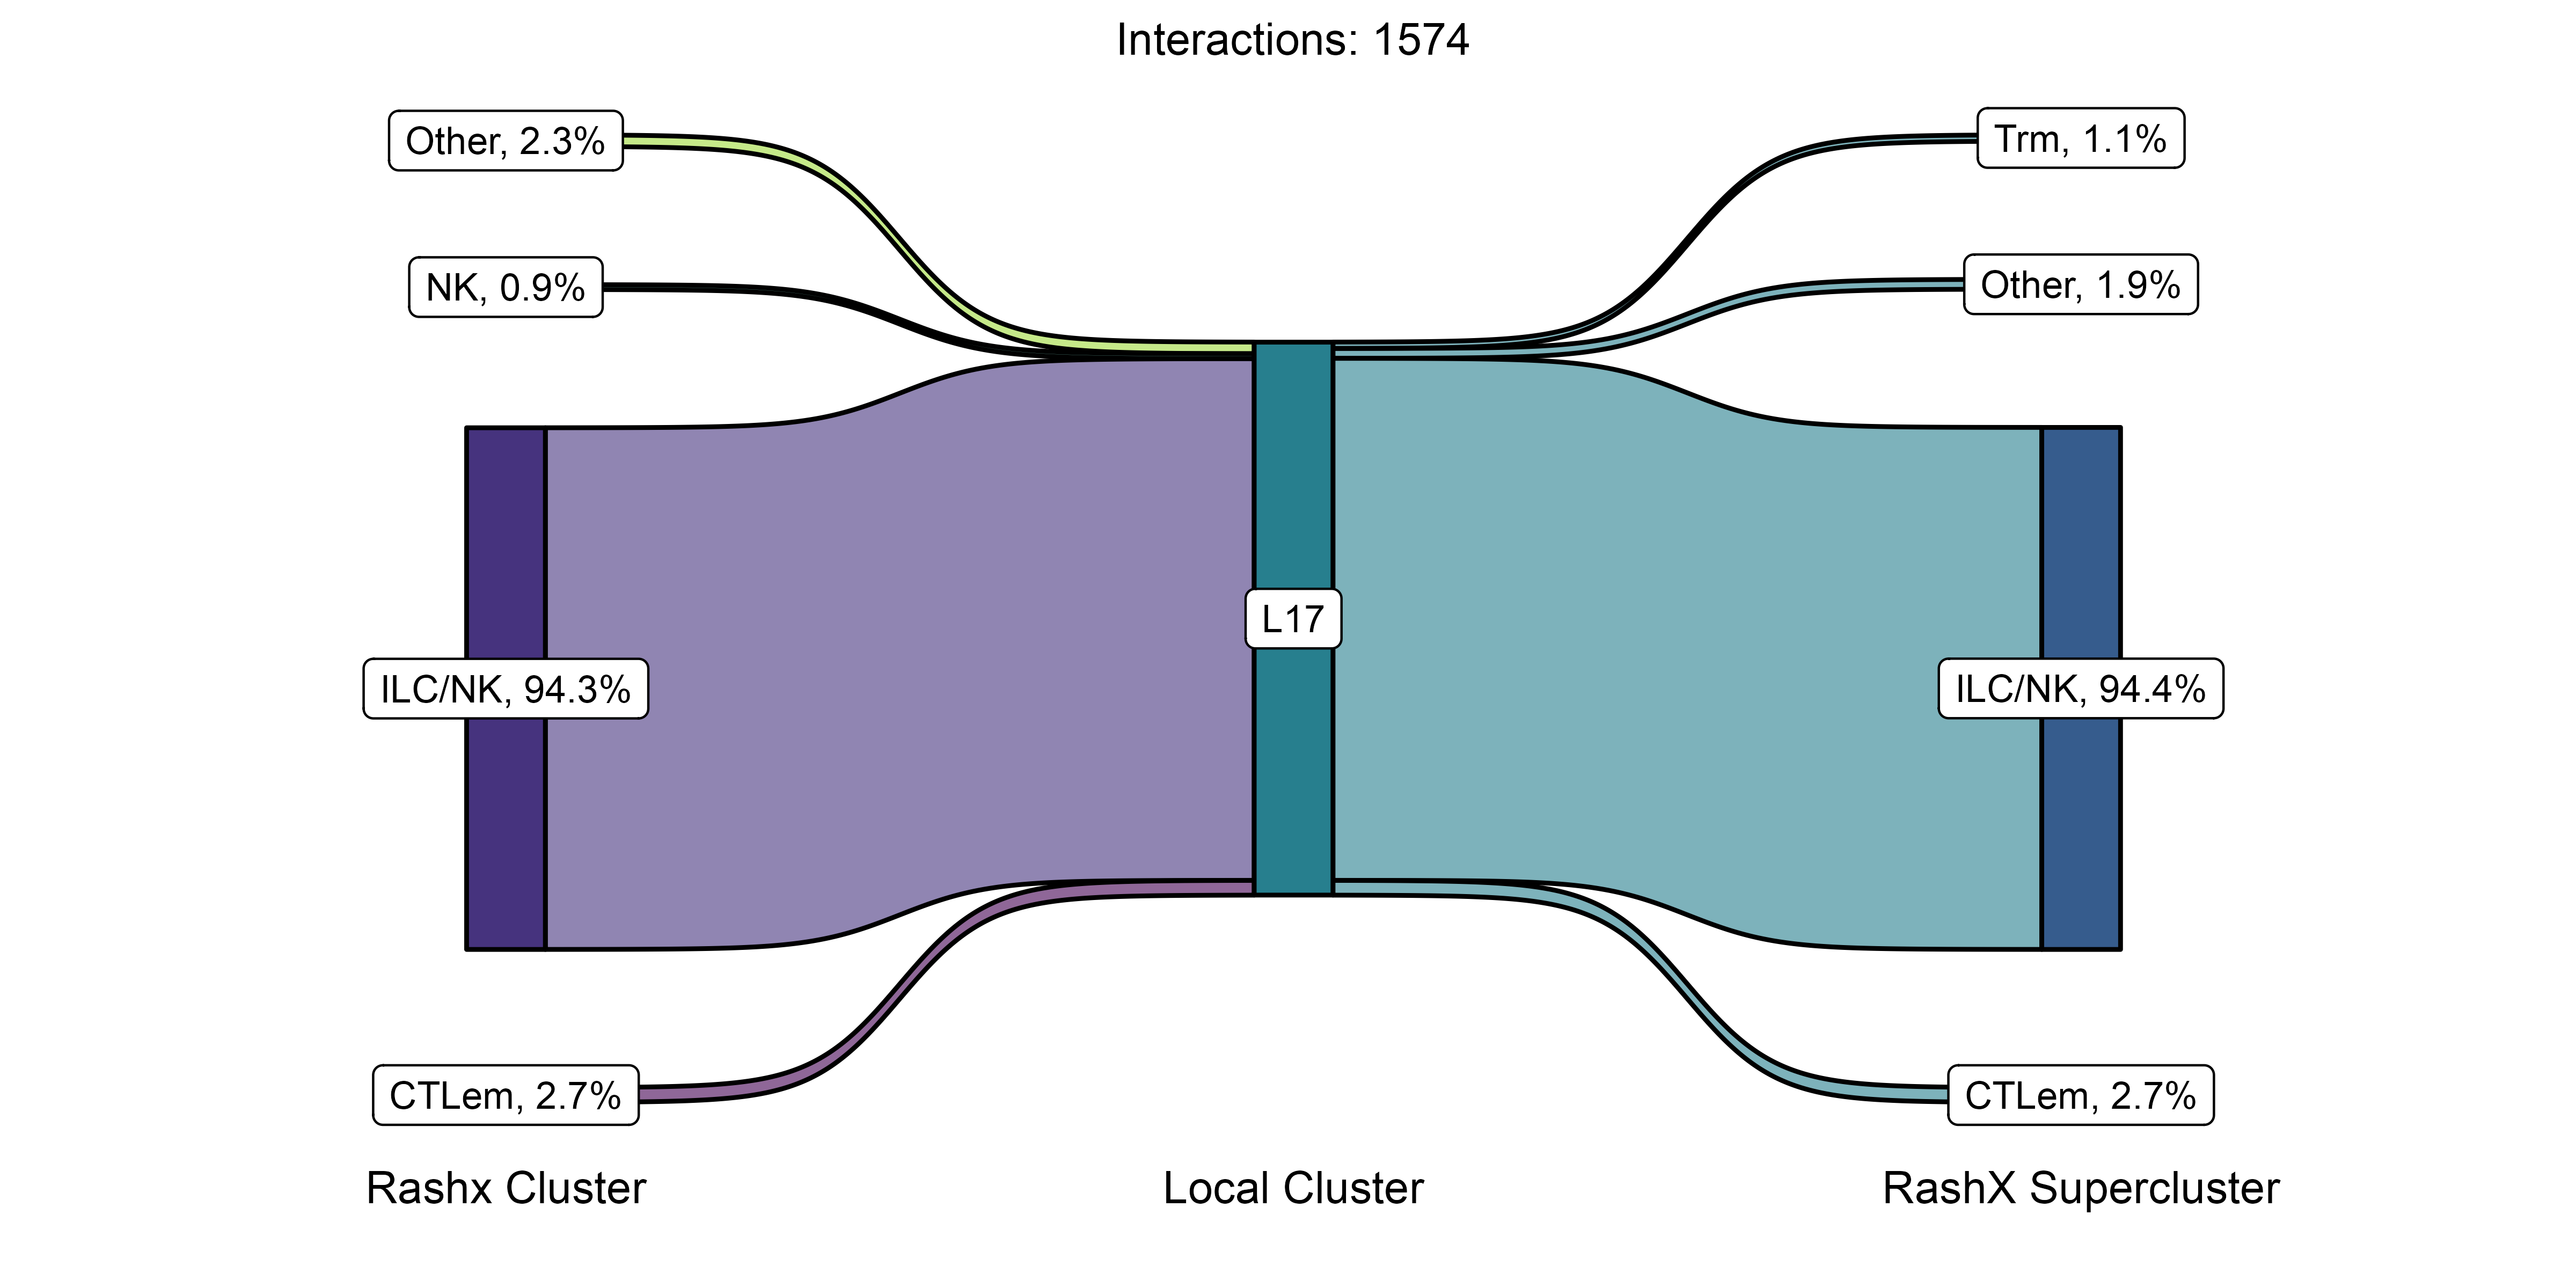 Interactions: 1574
Other, 2.3%
Trm, 1.1%
NK, 0.9%
Other, 1.9%
L17
ILC/NK, 94.3%
ILC/NK, 94.4%
CTLem, 2.7%
CTLem, 2.7%
Rashx Cluster
Local Cluster
RashX Supercluster